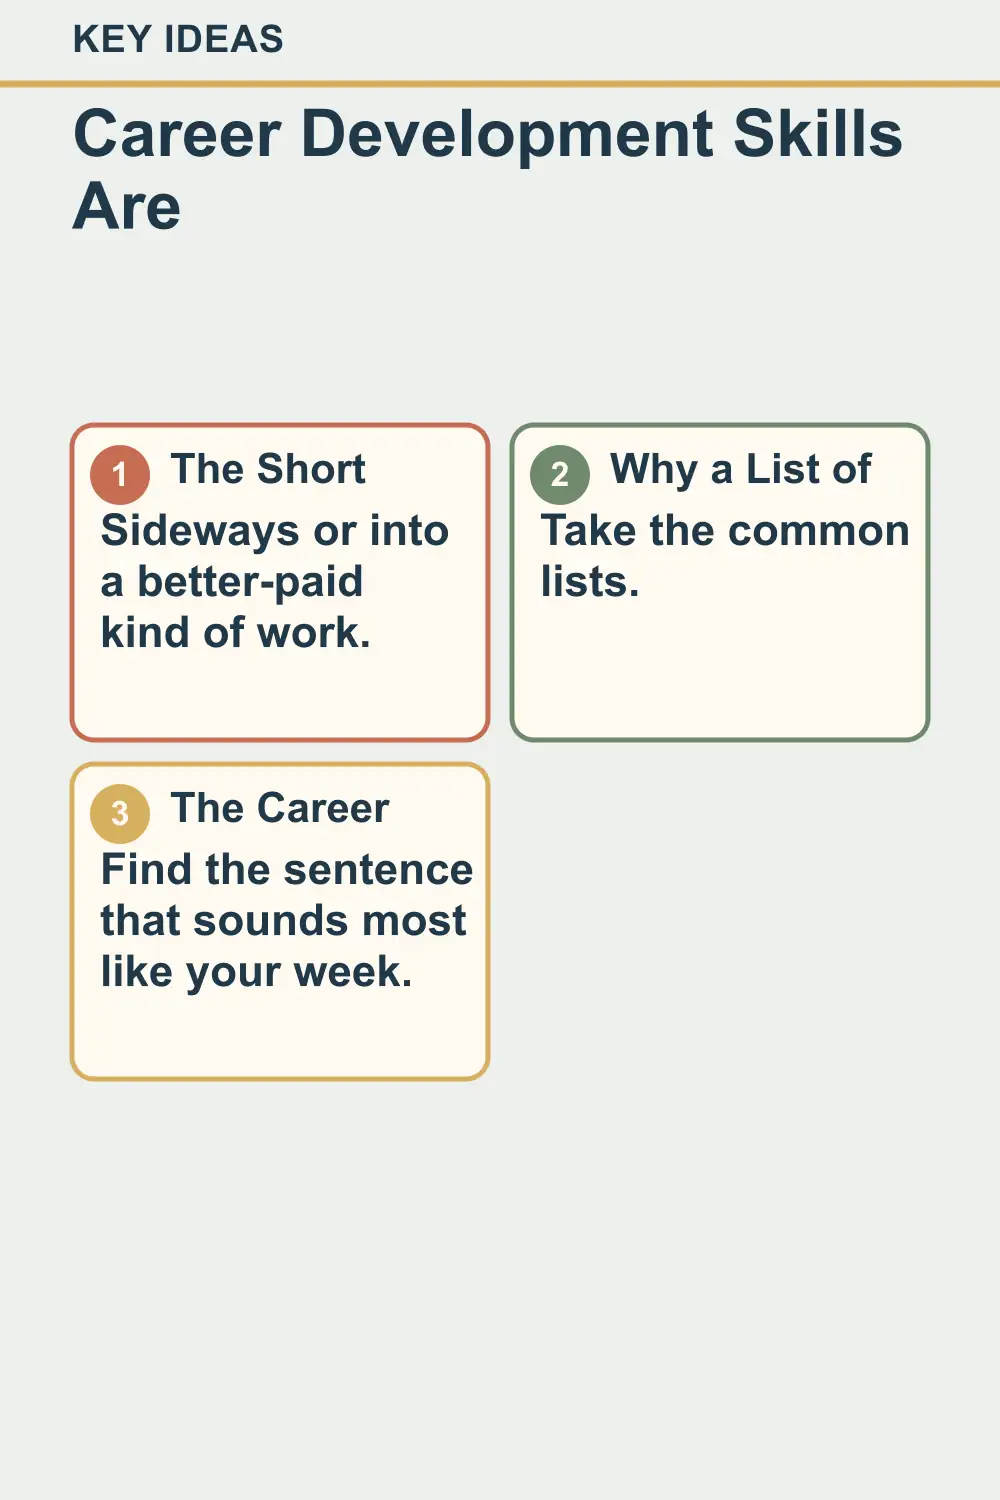 KEY IDEAS
Career Development Skills
Are
1 The Short
Sideways or into
a better-paid
kind of work.
2 Why a List of
Take the common
lists.
3 The Career
Find the sentence
that sounds most
like your week.